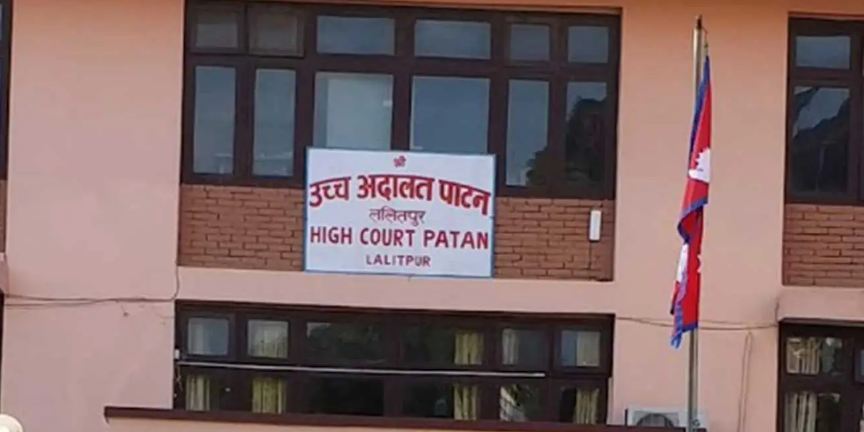 श्री
उच्च अदालत पाटन
ललितपुर
HIGH COURT PATAN
LALITPUR